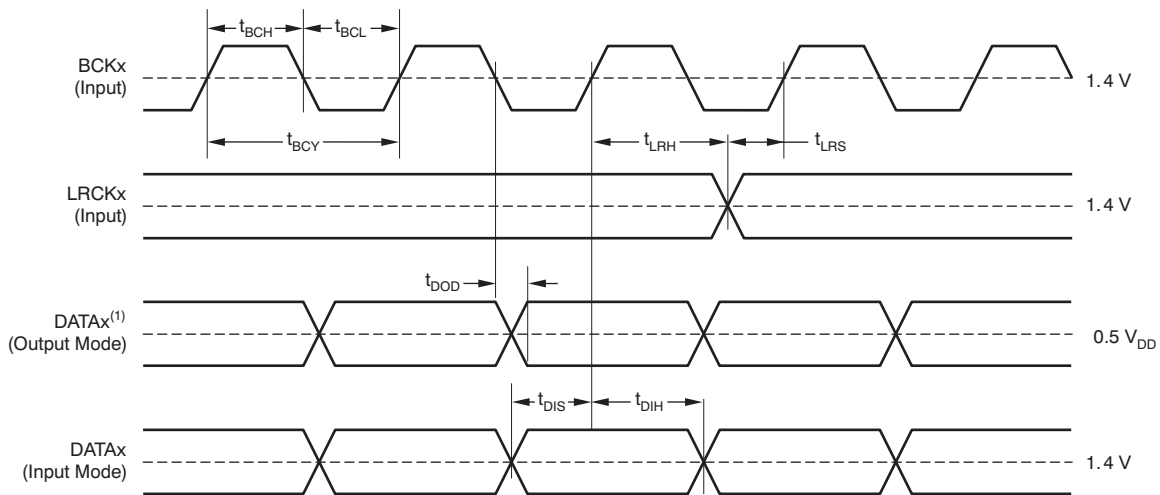 t_BCH
t_BCL
BCKx
(Input)
1.4 V
t_BCY
t_LRH
t_LRS
LRCKx
(Input)
1.4 V
t_DOD
DATAx(1)
(Output Mode)
0.5 V_DD
t_DIS
t_DIH
DATAx
(Input Mode)
1.4 V